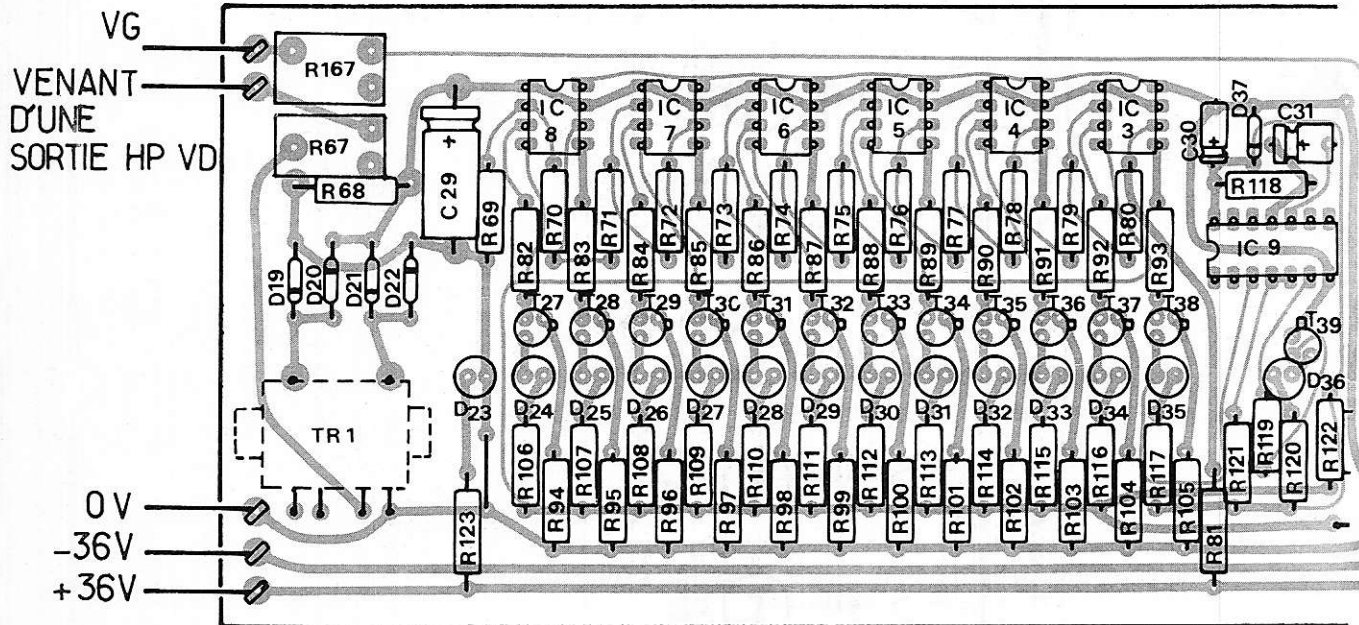 VG
VENANT
D'UNE
SORTIE HP VD
R167
R67
R68
C29
IC 8
IC 7
IC 6
IC 5
IC 4
IC 3
C30
D37
C31
R118
IC 9
R69
R70
R71
R72
R73
R74
R75
R76
R77
R78
R79
R80
R82
R83
R84
R85
R86
R87
R88
R89
R90
R91
R92
R93
D19
D20
D21
D22
T27
T28
T29
T30
T31
T32
T33
T34
T35
T36
T37
T38
T39
D23
D24
D25
D26
D27
D28
D29
D30
D31
D32
D33
D34
D35
D36
TR1
R106
R107
R108
R109
R110
R111
R112
R113
R114
R115
R116
R117
R121
R119
R120
R122
R123
R94
R95
R96
R97
R98
R99
R100
R101
R102
R103
R104
R105
R81
0V
-36V
+36V
+
+
+